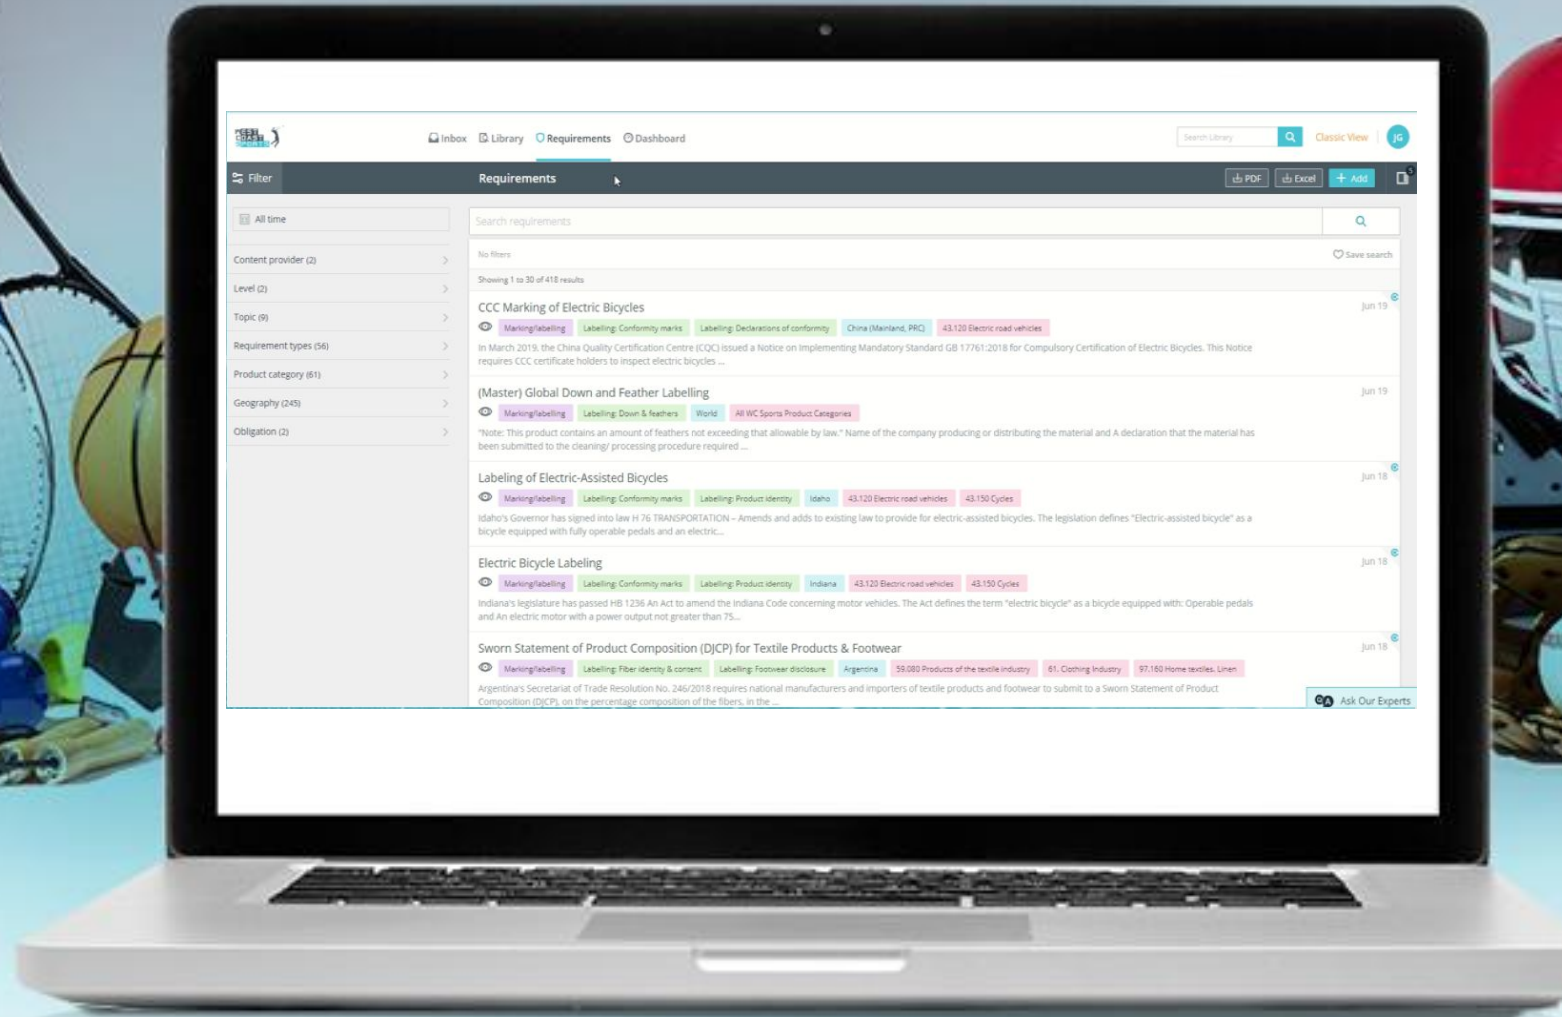 WEST
COAST
SPORTS
Inbox Library Requirements Dashboard
Search Library
Classic View
JG
Filter
Requirements
PDF Excel + Add
5
All time
Search requirements
Content provider (2)
No filters
Save search
Level (2)
Showing 1 to 30 of 418 results
Topic (9)
Requirement types (56)
Product category (61)
Geography (245)
Obligation (2)
CCC Marking of Electric Bicycles
Jun 19
Marking/labelling Labelling: Conformity marks Labelling: Declarations of conformity China (Mainland, PRC) 43.120 Electric road vehicles
In March 2019, the China Quality Certification Centre (CQC) issued a Notice on Implementing Mandatory Standard GB 17761:2018 for Compulsory Certification of Electric Bicycles. This Notice
requires CCC certificate holders to inspect electric bicycles ...
(Master) Global Down and Feather Labelling
Jun 19
Marking/labelling Labelling: Down & feathers World All WC Sports Product Categories
"Note: This product contains an amount of feathers not exceeding that allowable by law." Name of the company producing or distributing the material and A declaration that the material has
been submitted to the cleaning/ processing procedure required ...
Labeling of Electric-Assisted Bicycles
Jun 18
Marking/labelling Labelling: Conformity marks Labelling: Product identity Idaho 43.120 Electric road vehicles 43.150 Cycles
Idaho's Governor has signed into law H 76 TRANSPORTATION – Amends and adds to existing law to provide for electric-assisted bicycles. The legislation defines "Electric-assisted bicycle" as a
bicycle equipped with fully operable pedals and an electric...
Electric Bicycle Labeling
Jun 18
Marking/labelling Labelling: Conformity marks Labelling: Product identity Indiana 43.120 Electric road vehicles 43.150 Cycles
Indiana's legislature has passed HB 1236 An Act to amend the Indiana Code concerning motor vehicles. The Act defines the term "electric bicycle" as a bicycle equipped with: Operable pedals
and An electric motor with a power output not greater than 75...
Sworn Statement of Product Composition (DJCP) for Textile Products & Footwear
Jun 18
Marking/labelling Labelling: Fiber identity & content Labelling: Footwear disclosure Argentina 59.080 Products of the textile industry 61. Clothing Industry 97.160 Home textiles. Linen
Argentina's Secretariat of Trade Resolution No. 246/2018 requires national manufacturers and importers of textile products and footwear to submit to a Sworn Statement of Product
Composition (DJCP), on the percentage composition of the fibers, in the ...
QA Ask Our Experts